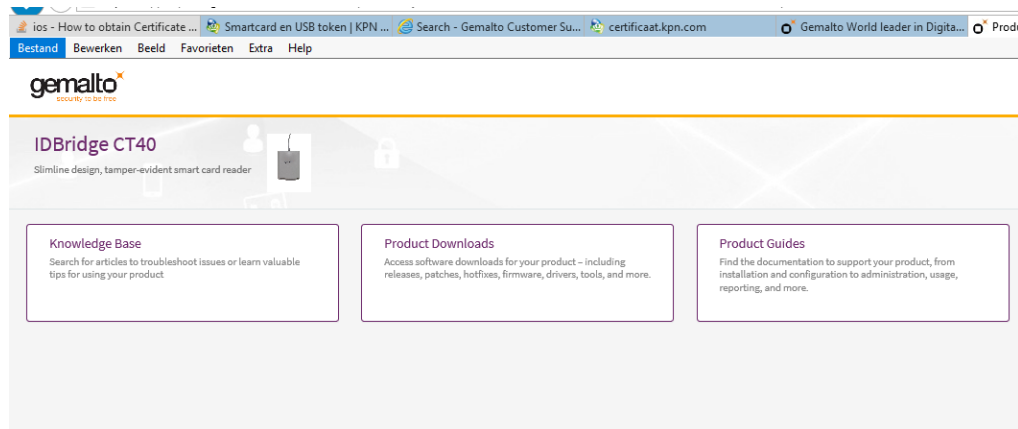 ios - How to obtain Certificate ...
Smartcard en USB token | KPN ...
Search - Gemalto Customer Su...
certificaat.kpn.com
Gemalto World leader in Digita...
Produ
Bestand Bewerken Beeld Favorieten Extra Help
gemalto
security to be free
IDBridge CT40
Slimline design, tamper-evident smart card reader
Knowledge Base
Search for articles to troubleshoot issues or learn valuable
tips for using your product
Product Downloads
Access software downloads for your product – including
releases, patches, hotfixes, firmware, drivers, tools, and more.
Product Guides
Find the documentation to support your product, from
installation and configuration to administration, usage,
reporting, and more.